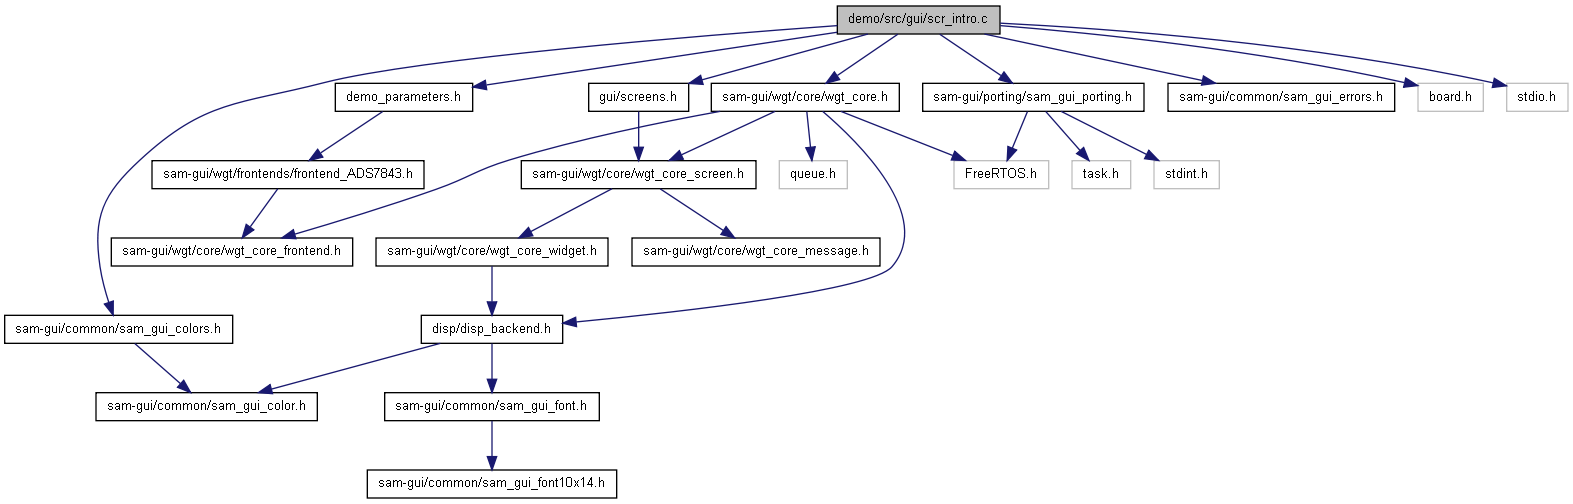 demo/src/gui/scr_intro.c
demo_parameters.h
gui/screens.h
sam-gui/wgt/core/wgt_core.h
sam-gui/porting/sam_gui_porting.h
sam-gui/common/sam_gui_errors.h
board.h
stdio.h
sam-gui/wgt/frontends/frontend_ADS7843.h
sam-gui/wgt/core/wgt_core_screen.h
queue.h
FreeRTOS.h
task.h
stdint.h
sam-gui/wgt/core/wgt_core_frontend.h
sam-gui/wgt/core/wgt_core_widget.h
sam-gui/wgt/core/wgt_core_message.h
sam-gui/common/sam_gui_colors.h
disp/disp_backend.h
sam-gui/common/sam_gui_color.h
sam-gui/common/sam_gui_font.h
sam-gui/common/sam_gui_font10x14.h